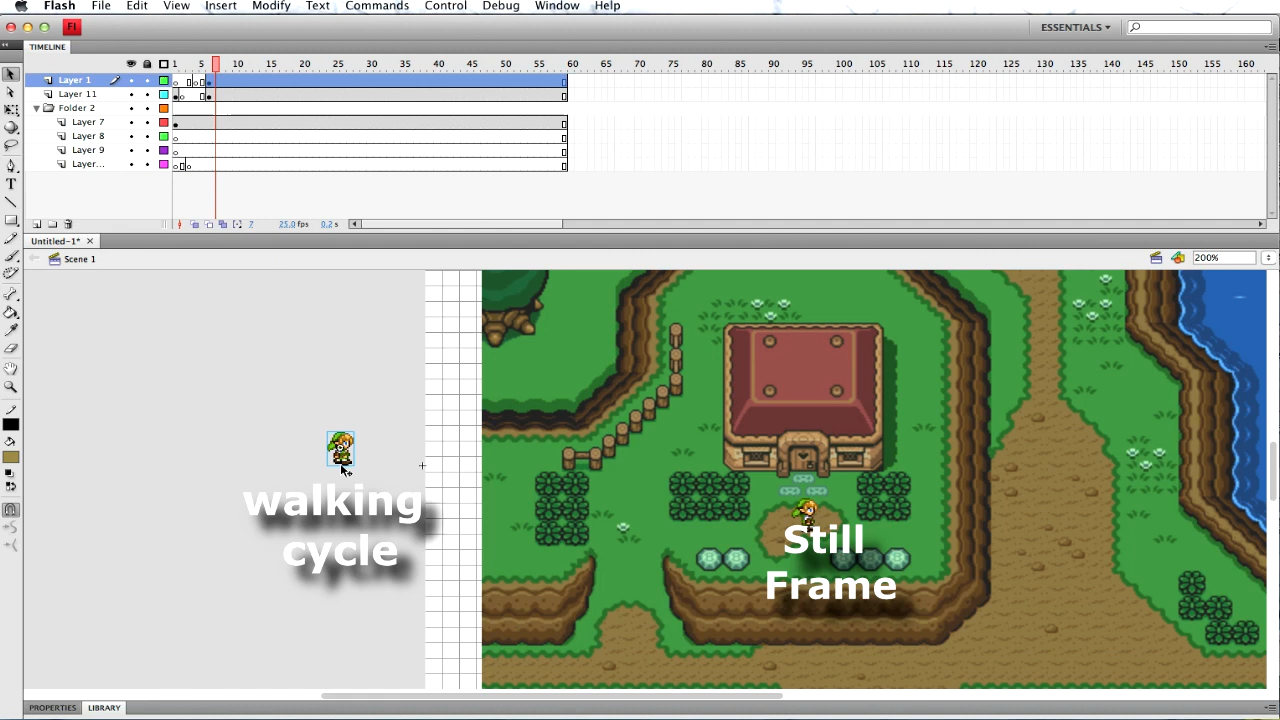 Flash File Edit View Insert Modify Text Commands Control Debug Window Help
Fl ESSENTIALS
TIMELINE
1 5 10 15 20 25 30 35 40 45 50 55 60 65 70 75 80 85 90 95 100 105 110 115 120 125 130 135 140 145 150 155 160
Layer 1
Layer 11
Folder 2
Layer 7
Layer 8
Layer 9
Layer...
7 25.0 fps 0.2 s
Untitled-1*
Scene 1 200%
walking
cycle
Still
Frame
PROPERTIES LIBRARY